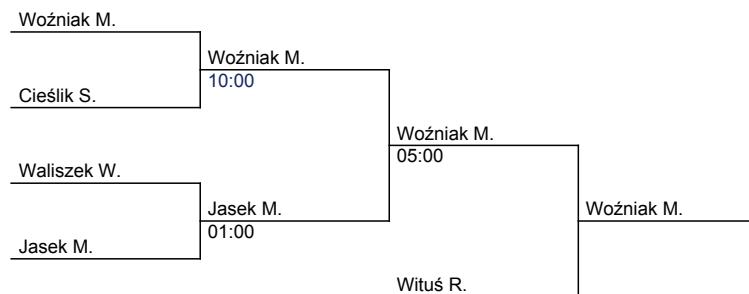 Woźniak M.
Woźniak M.
10:00
Cieślik S.
Woźniak M.
05:00
Waliszek W.
Jasek M.
01:00
Woźniak M.
Jasek M.
Wituś R.